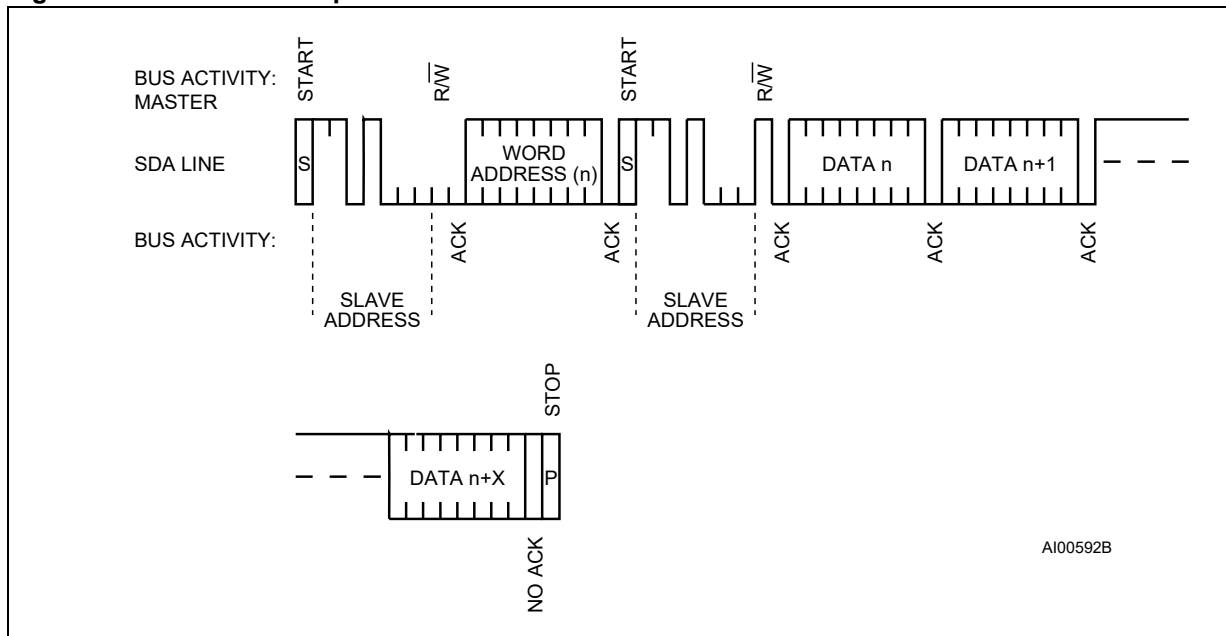 START
R/W
START
R/W
BUS ACTIVITY:
MASTER
SDA LINE
S
WORD
ADDRESS (n)
S
DATA n
DATA n+1
BUS ACTIVITY:
ACK
ACK
ACK
ACK
ACK
SLAVE
ADDRESS
SLAVE
ADDRESS
STOP
DATA n+X
P
NO ACK
AI00592B